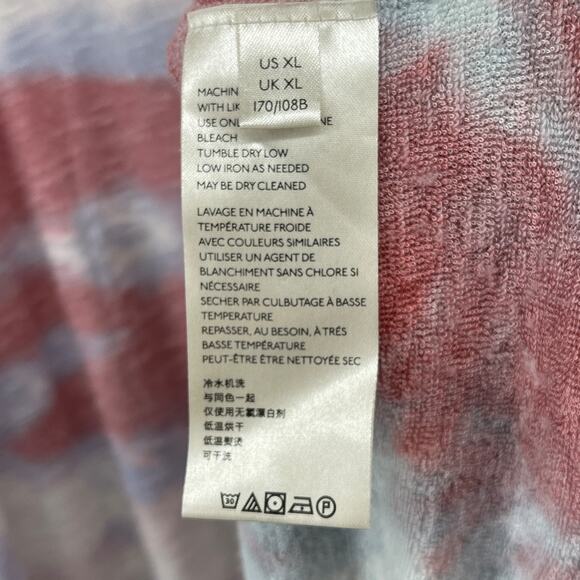 US XL
UK XL
170/108B
MACHIN
WITH LIK
USE ONL NE
BLEACH
TUMBLE DRY LOW
LOW IRON AS NEEDED
MAY BE DRY CLEANED
LAVAGE EN MACHINE À
TEMPÉRATURE FROIDE
AVEC COULEURS SIMILAIRES
UTILISER UN AGENT DE
BLANCHIMENT SANS CHLORE SI
NÉCESSAIRE
SECHER PAR CULBUTAGE À BASSE
TEMPERATURE
REPASSER, AU BESOIN, À TRÉS
BASSE TEMPÉRATURE
PEUT-ÊTRE ÊTRE NETTOYÉE SEC
冷水机洗
与同色一起
仅使用无氯漂白剂
低温烘干
低温熨烫
可干洗
30 P